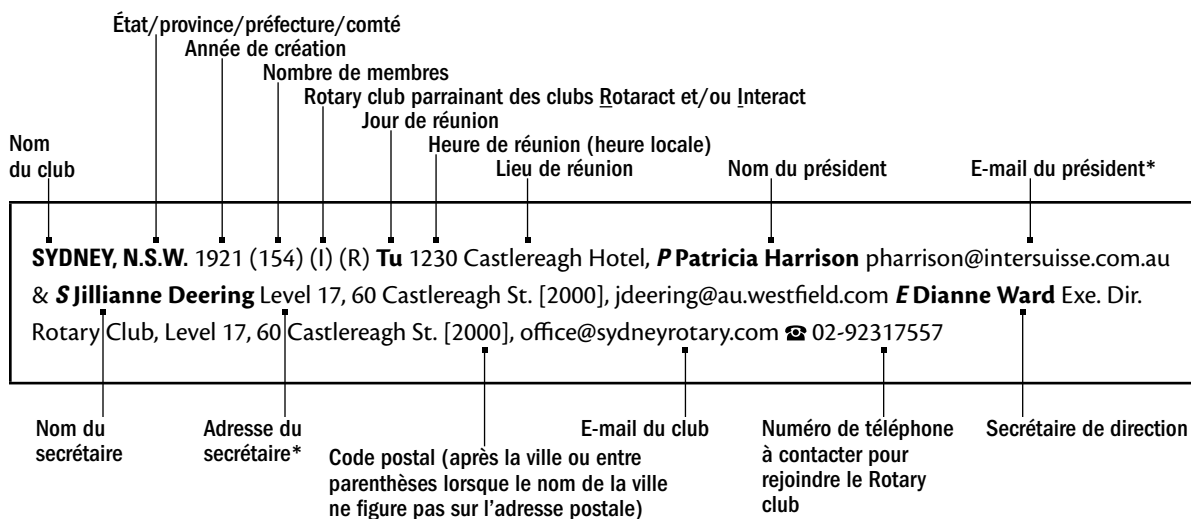 État/province/préfecture/comté
Année de création
Nombre de membres
Rotary club parrainant des clubs Rotaract et/ou Interact
Jour de réunion
Heure de réunion (heure locale)
Nom
du club
Lieu de réunion
Nom du président
E-mail du président*
SYDNEY, N.S.W. 1921 (154) (I) (R) Tu 1230 Castlereagh Hotel, P Patricia Harrison pharrison@intersuisse.com.au
& S Jillianne Deering Level 17, 60 Castlereagh St. [2000], jdeering@au.westfield.com E Dianne Ward Exe. Dir.
Rotary Club, Level 17, 60 Castlereagh St. [2000], office@sydneyrotary.com ☎ 02-92317557
Nom du
secrétaire
Adresse du
secrétaire*
Code postal (après la ville ou entre
parenthèses lorsque le nom de la ville
ne figure pas sur l'adresse postale)
E-mail du club
Numéro de téléphone
à contacter pour
rejoindre le Rotary
club
Secrétaire de direction